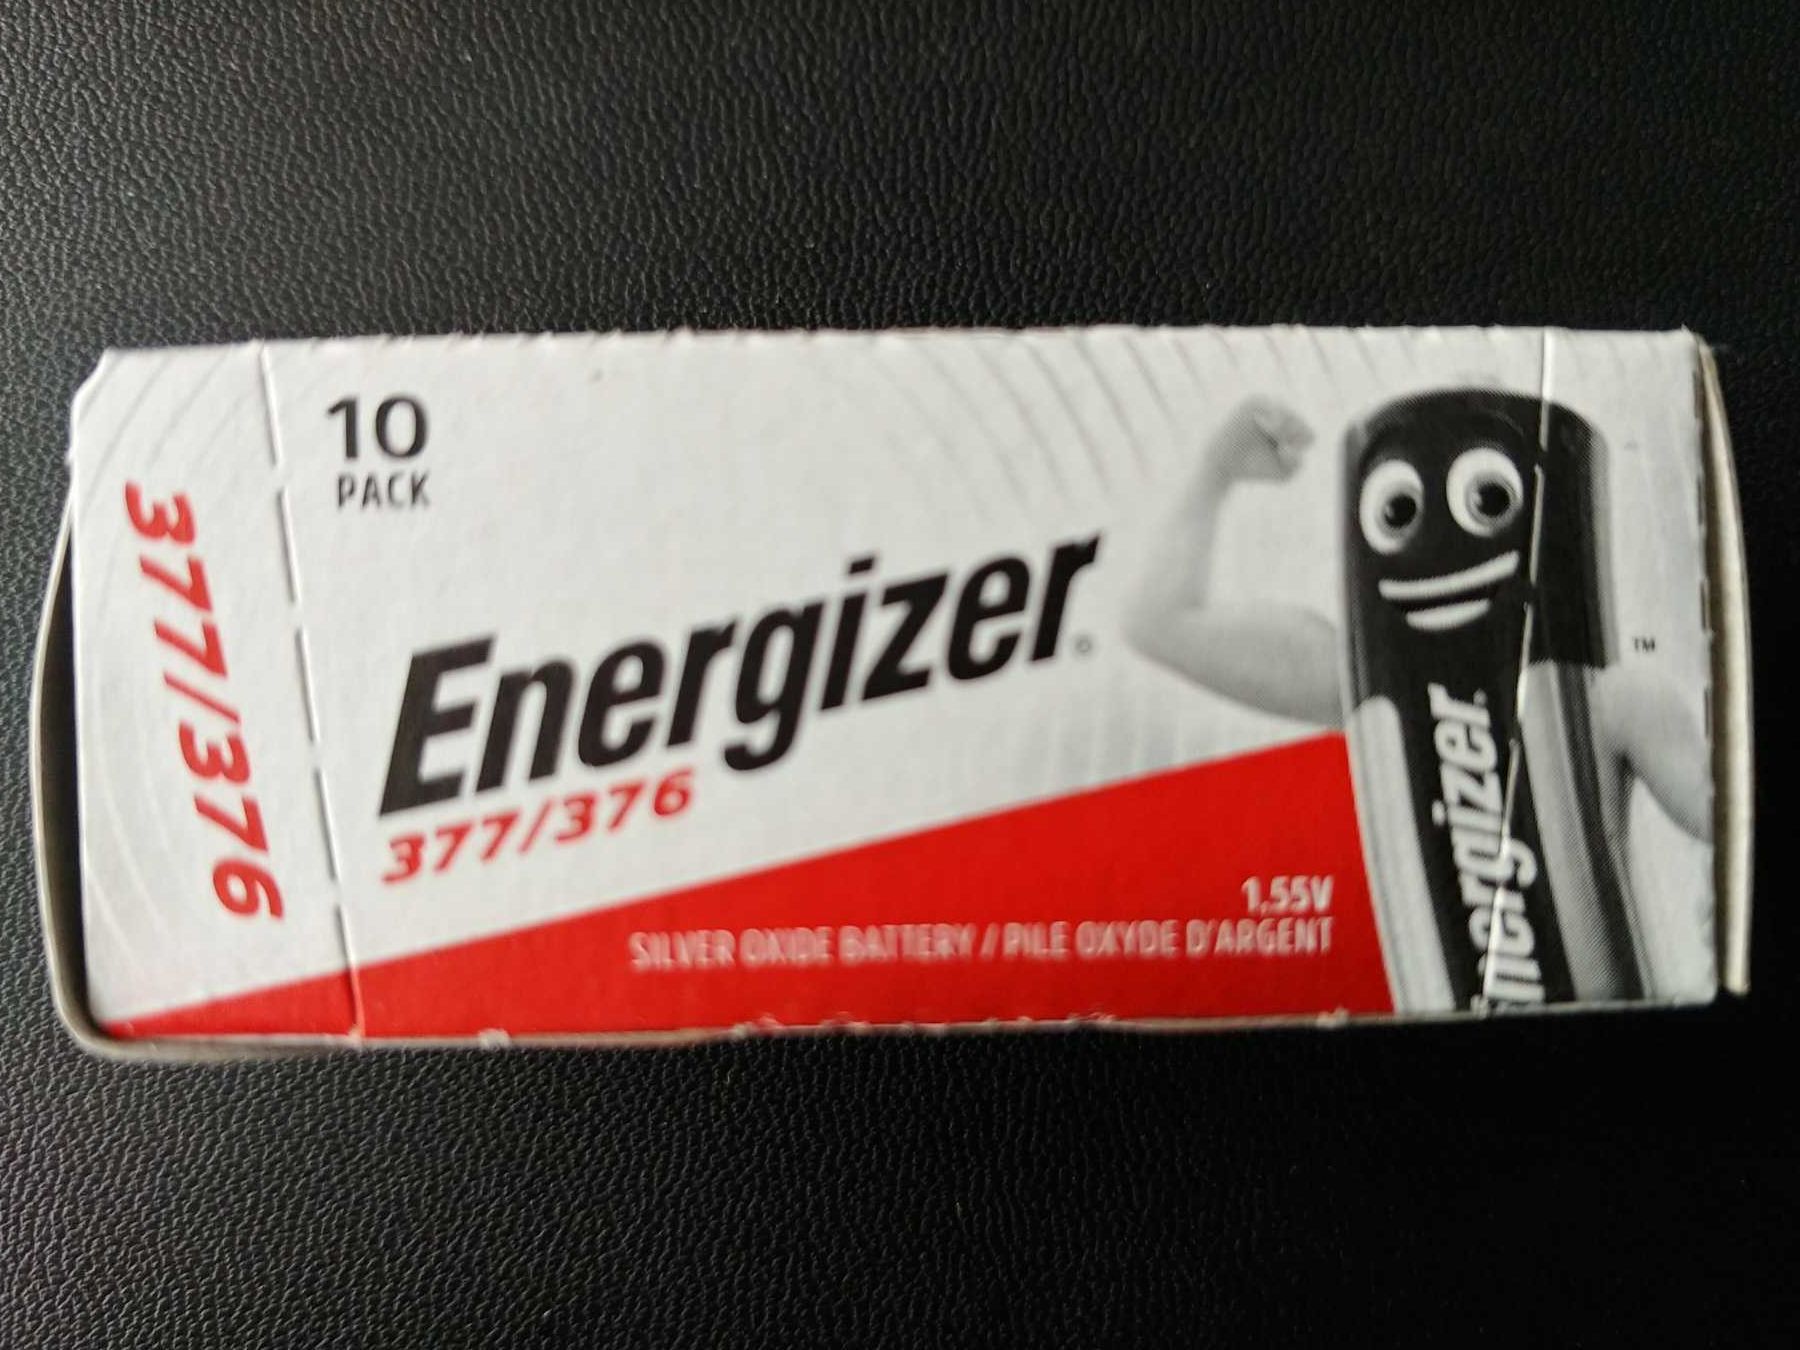 10
PACK
377/376
Energizer
377/376
1,55V
SILVER OXIDE BATTERY / PILE OXYDE D'ARGENT
Energizer
TM